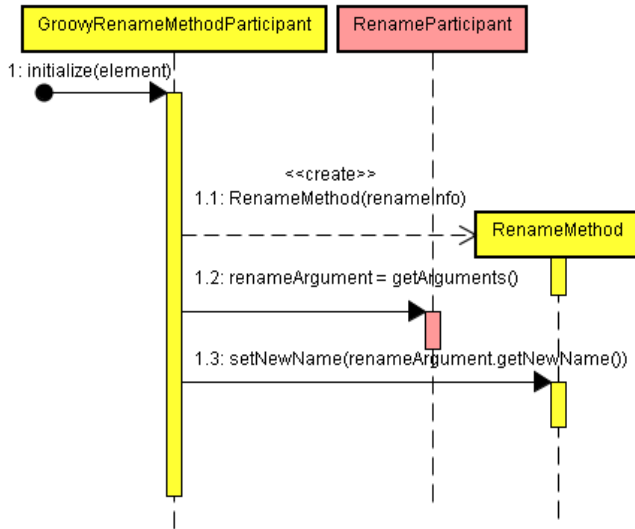 GroovyRenameMethodParticipant
RenameParticipant
1: initialize(element)
<<create>>
1.1: RenameMethod(renameInfo)
RenameMethod
1.2: renameArgument = getArguments()
1.3: setNewName(renameArgument.getNewName())